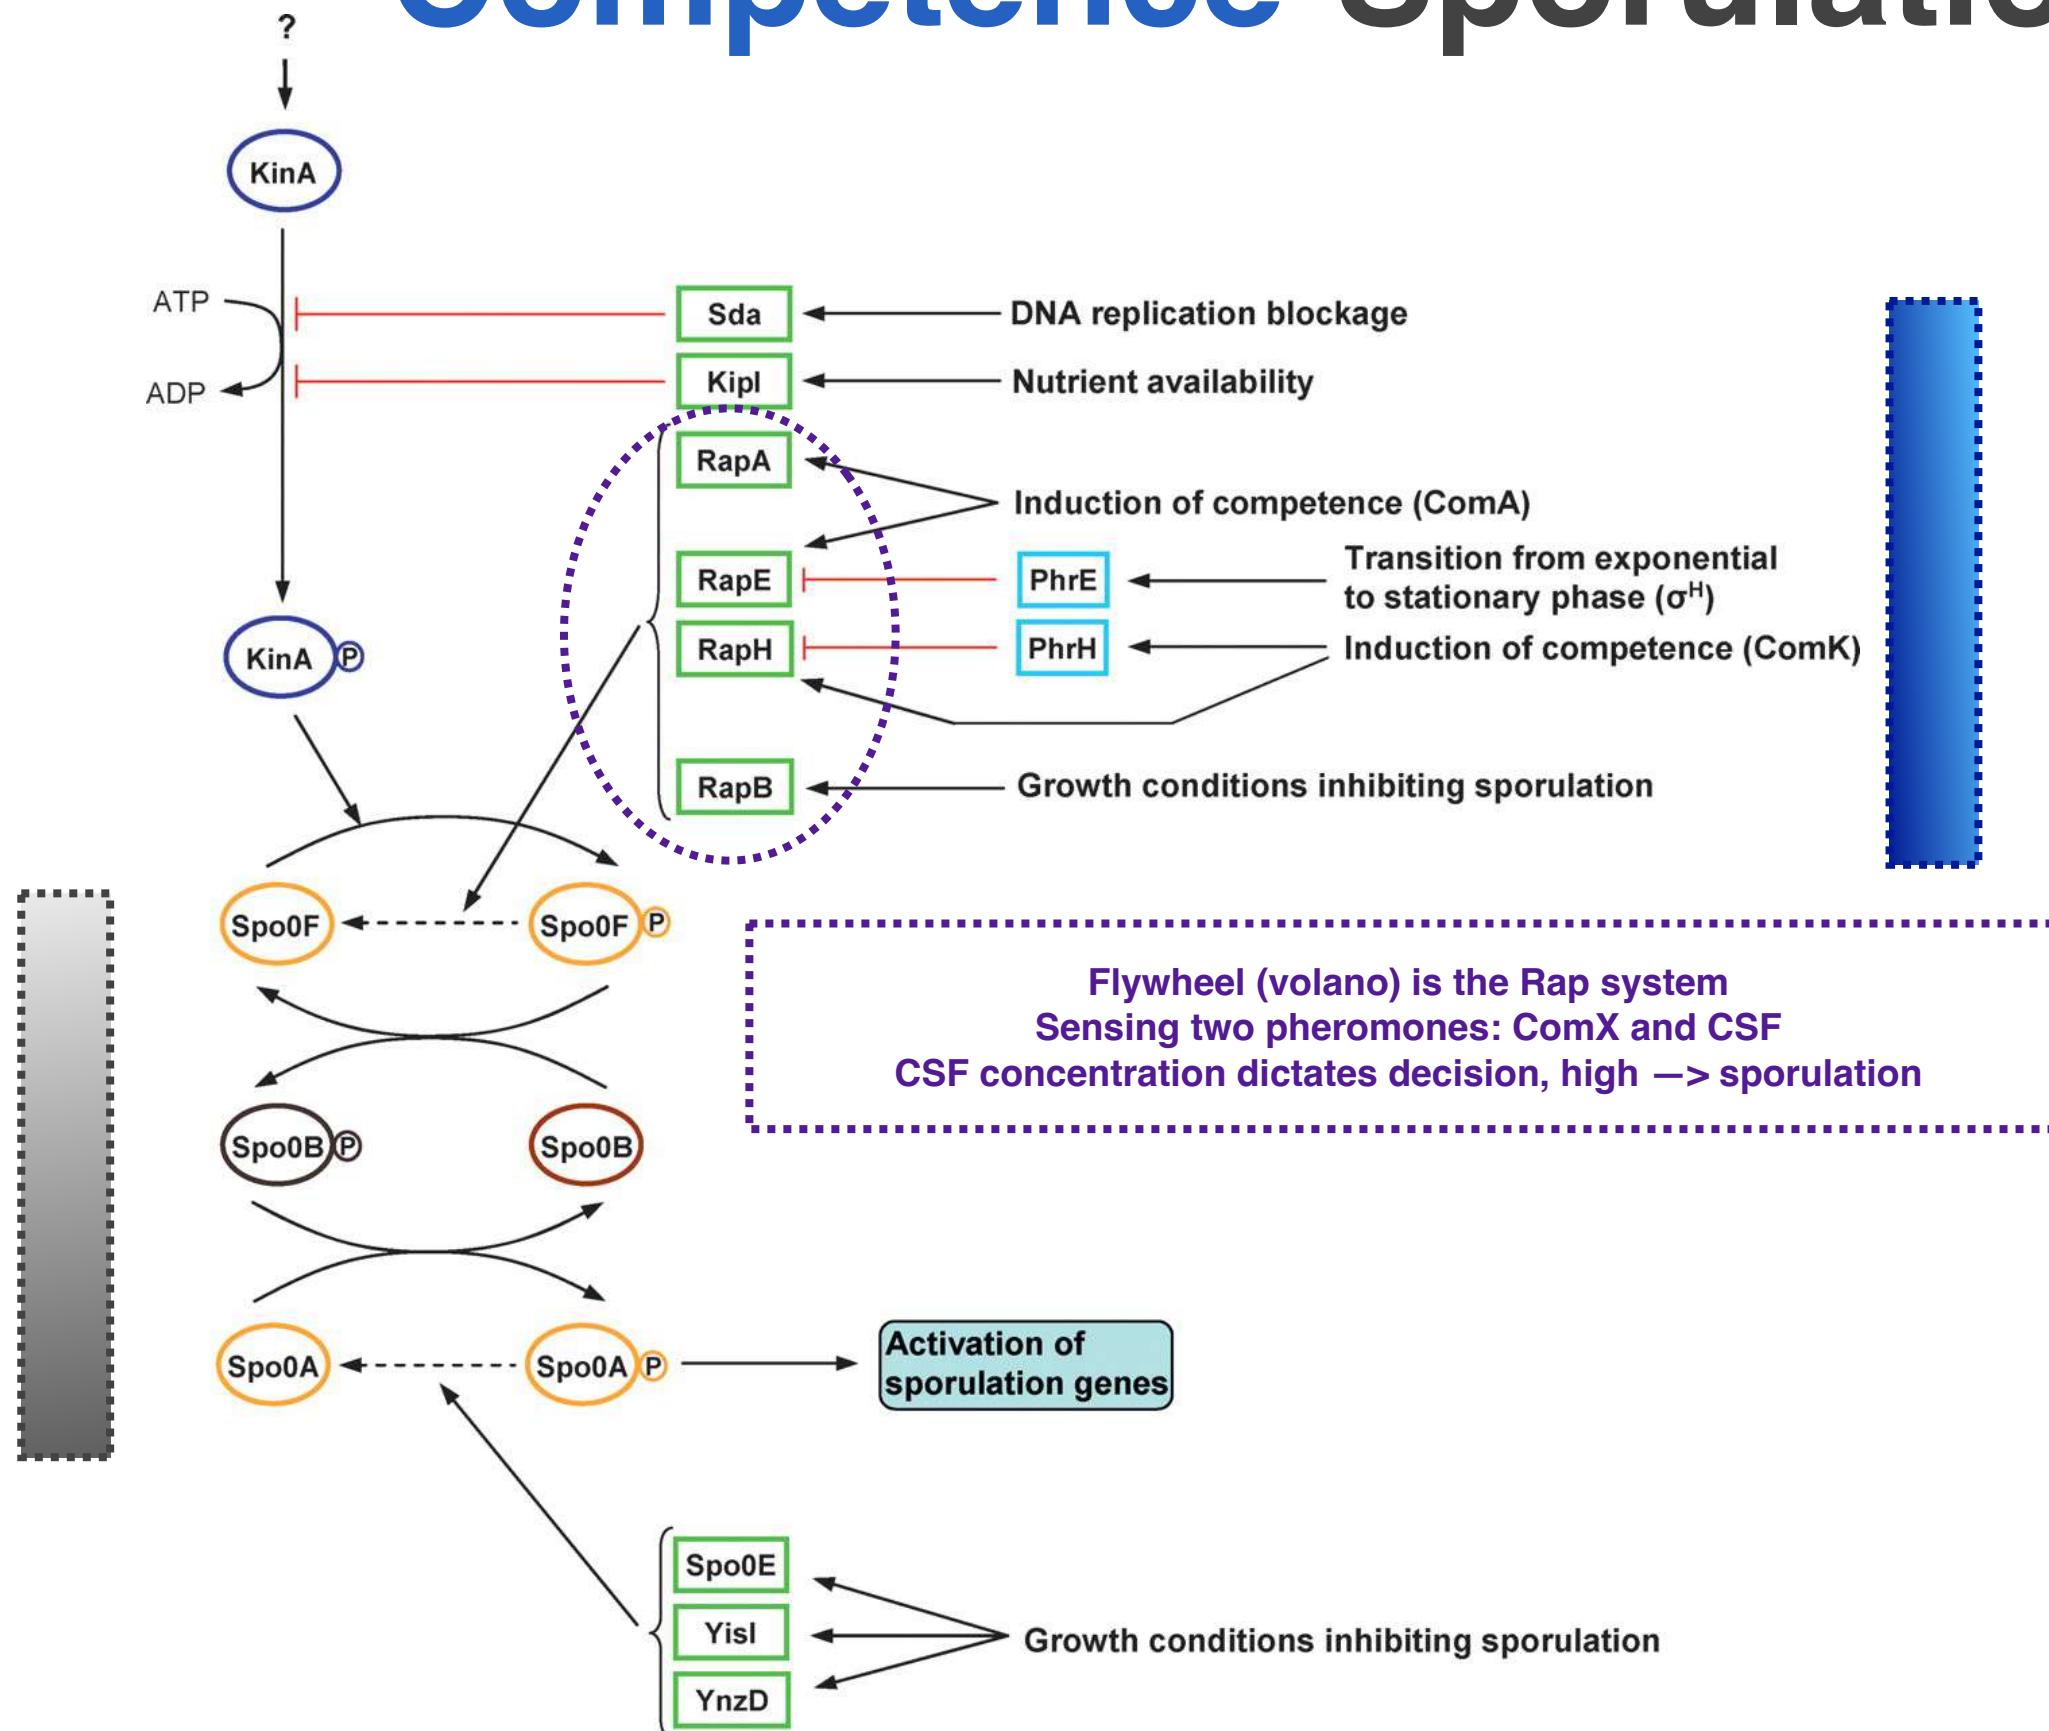 Competence Sporulatio
?
KinA
ATP
ADP
Sda
DNA replication blockage
KipI
Nutrient availability
RapA
Induction of competence (ComA)
RapE
PhrE
Transition from exponential
to stationary phase (σᴴ)
RapH
PhrH
Induction of competence (ComK)
KinA P
RapB
Growth conditions inhibiting sporulation
Spo0F
Spo0F P
Flywheel (volano) is the Rap system
Sensing two pheromones: ComX and CSF
CSF concentration dictates decision, high —> sporulation
Spo0B P
Spo0B
Spo0A
Spo0A P
Activation of
sporulation genes
Spo0E
YisI
Growth conditions inhibiting sporulation
YnzD